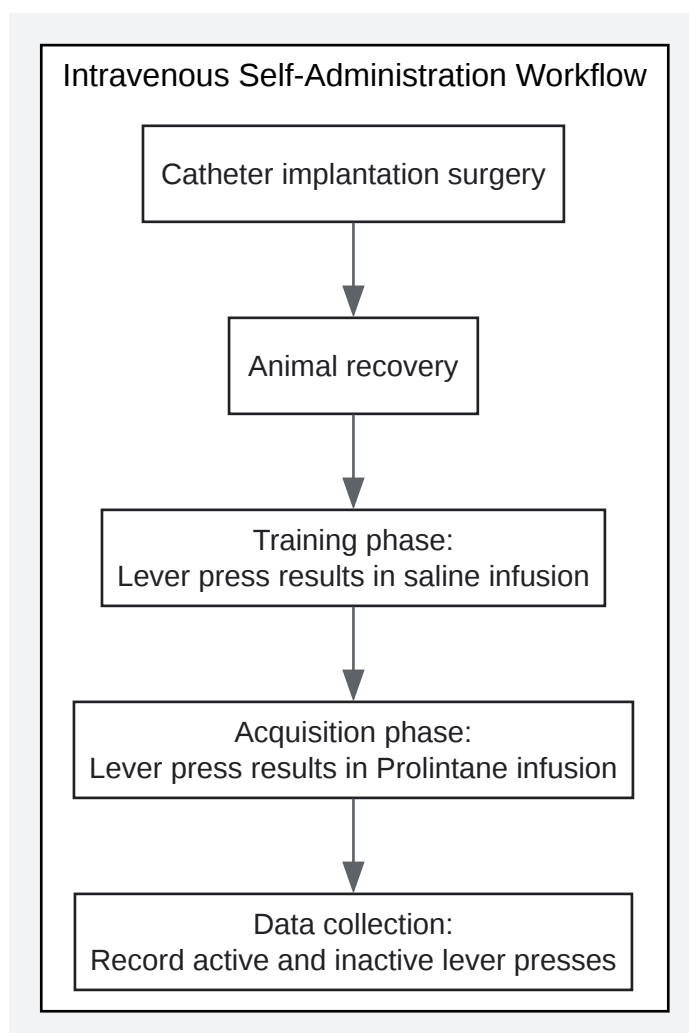 Intravenous Self-Administration Workflow
Catheter implantation surgery
Animal recovery
Training phase:
Lever press results in saline infusion
Acquisition phase:
Lever press results in Prolintane infusion
Data collection:
Record active and inactive lever presses